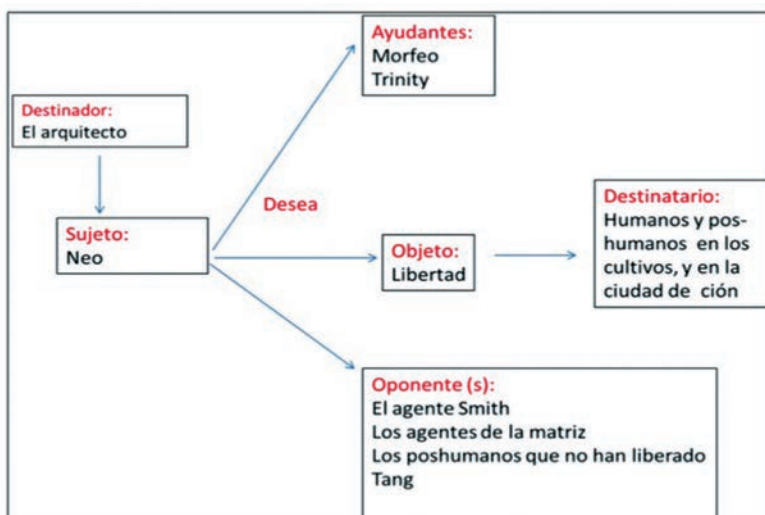 Ayudantes:
Morfeo
Trinity
Destinador:
El arquitecto
Desea
Sujeto:
Neo
Objeto:
Libertad
Destinatario:
Humanos y pos-
humanos en los
cultivos, y en la
ciudad de ción
Oponente (s):
El agente Smith
Los agentes de la matriz
Los poshumanos que no han liberado
Tang